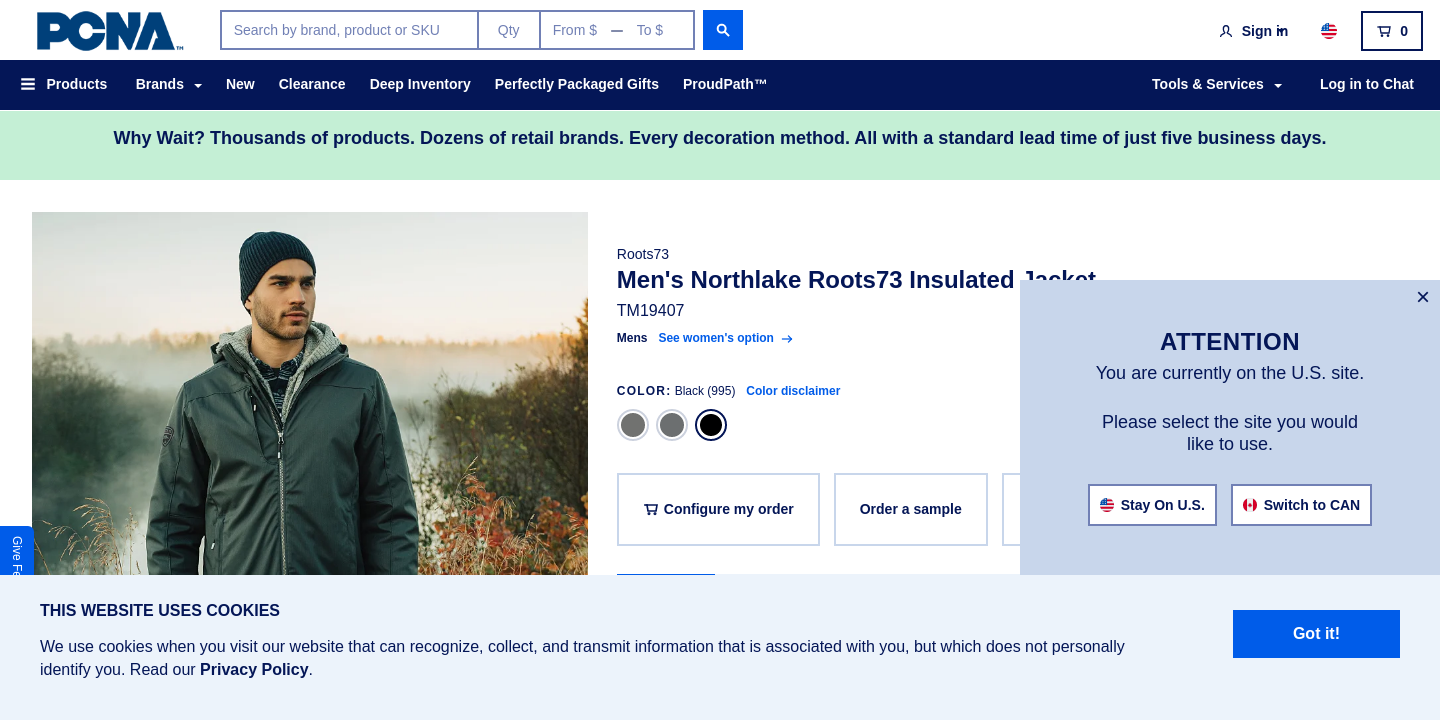 PCNA™
Search by brand, product or SKU
Qty
From $ — To $
Sign in
0
Products
Brands
New
Clearance
Deep Inventory
Perfectly Packaged Gifts
ProudPath™
Tools & Services
Log in to Chat
Why Wait? Thousands of products. Dozens of retail brands. Every decoration method. All with a standard lead time of just five business days.
Roots73
Men's Northlake Roots73 Insulated Jacket
TM19407
Mens See women's option
COLOR: Black (995) Color disclaimer
Configure my order
Order a sample
ATTENTION
You are currently on the U.S. site.
Please select the site you would
like to use.
Stay On U.S.
Switch to CAN
Give
THIS WEBSITE USES COOKIES
We use cookies when you visit our website that can recognize, collect, and transmit information that is associated with you, but which does not personally
identify you. Read our Privacy Policy.
Got it!